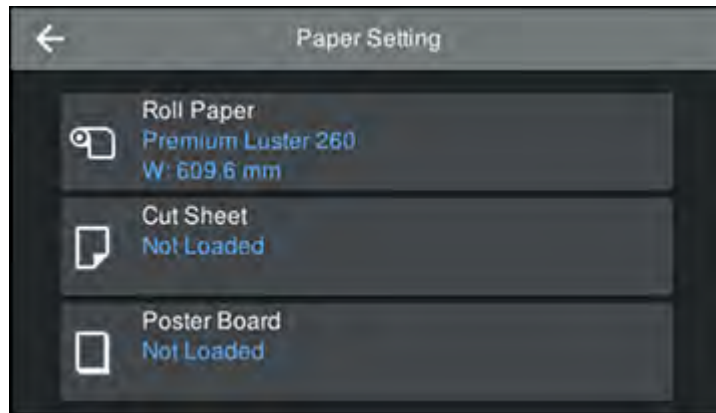 Paper Setting
Roll Paper
Premium Luster 260
W: 609.6 mm
Cut Sheet
Not Loaded
Poster Board
Not Loaded